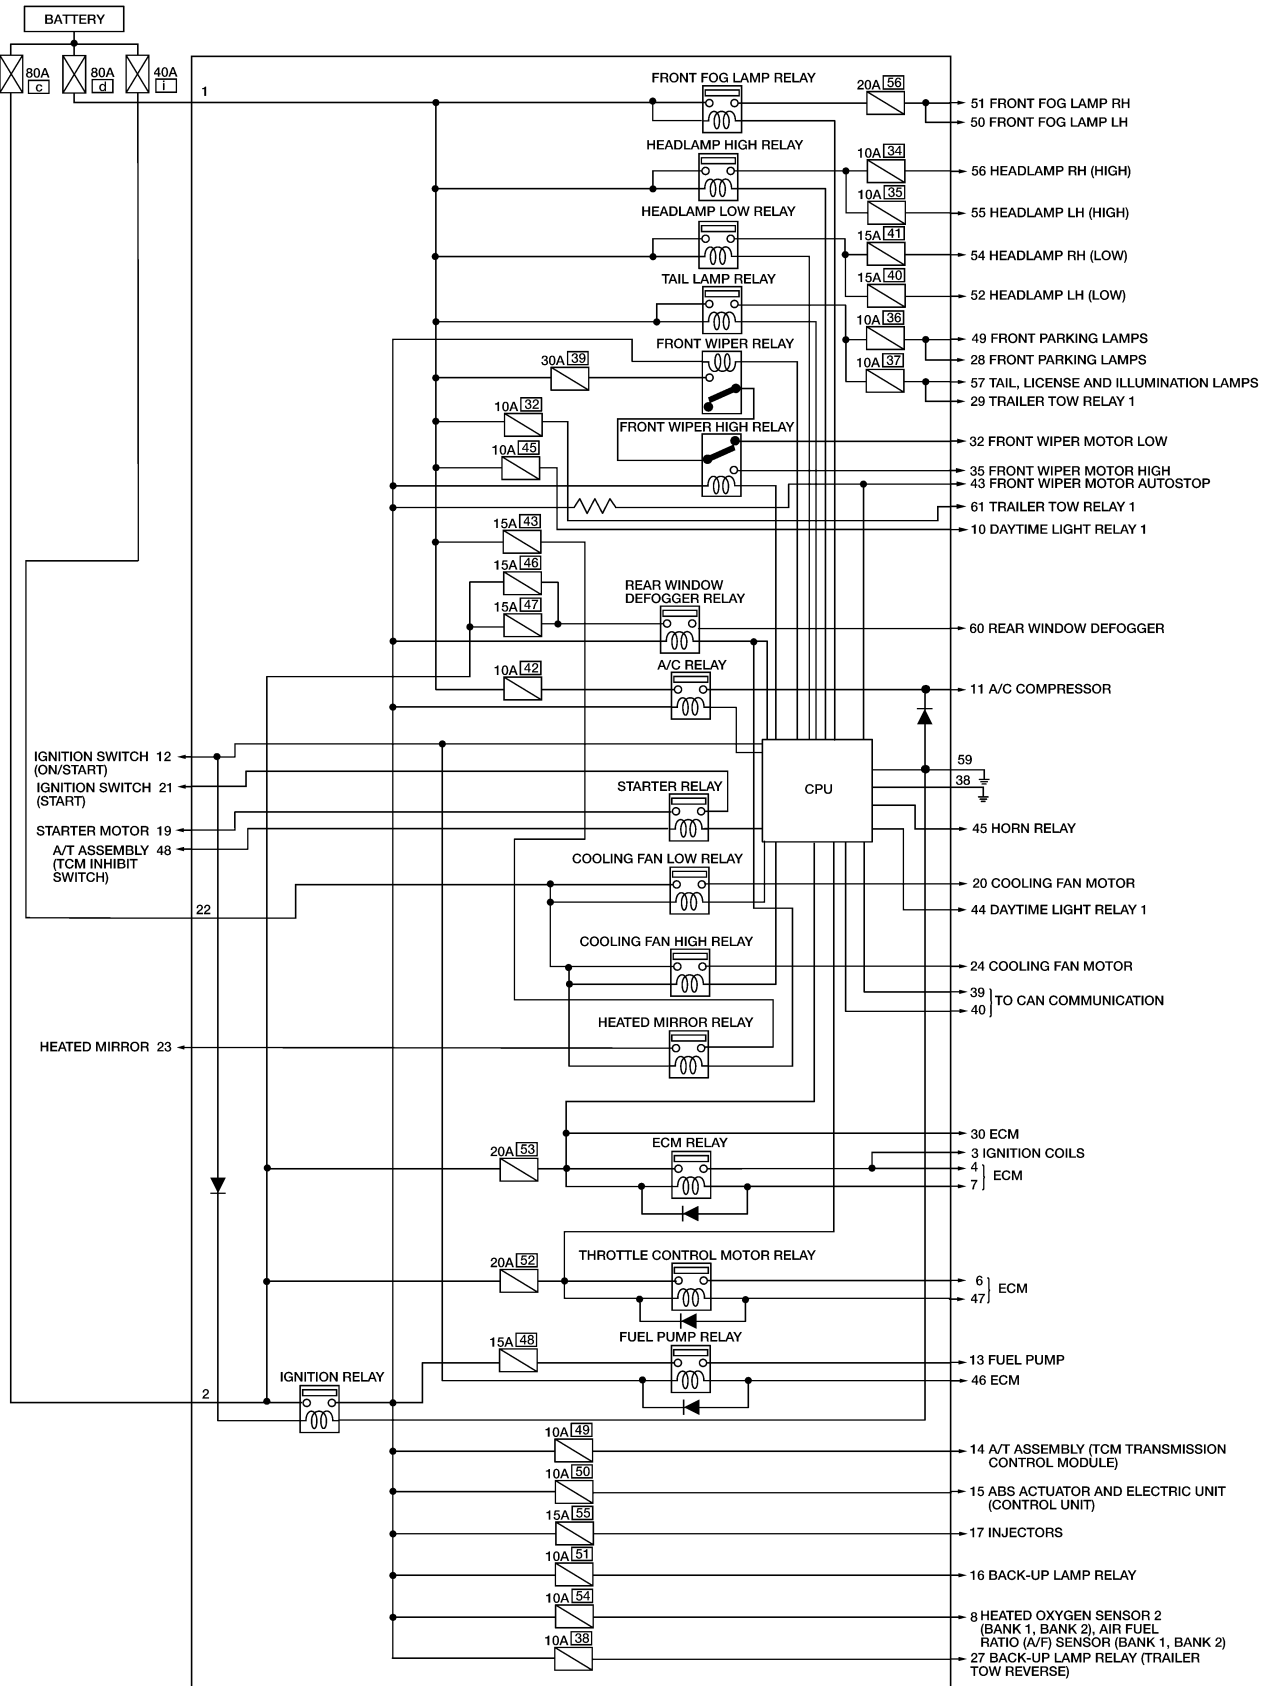 BATTERY
80A
c
80A
d
40A
i
1
FRONT FOG LAMP RELAY
20A 56
51 FRONT FOG LAMP RH
50 FRONT FOG LAMP LH
HEADLAMP HIGH RELAY
10A 34
56 HEADLAMP RH (HIGH)
10A 35
55 HEADLAMP LH (HIGH)
HEADLAMP LOW RELAY
15A 41
54 HEADLAMP RH (LOW)
15A 40
52 HEADLAMP LH (LOW)
TAIL LAMP RELAY
10A 36
49 FRONT PARKING LAMPS
28 FRONT PARKING LAMPS
FRONT WIPER RELAY
30A 39
10A 37
57 TAIL, LICENSE AND ILLUMINATION LAMPS
29 TRAILER TOW RELAY 1
10A 32
FRONT WIPER HIGH RELAY
32 FRONT WIPER MOTOR LOW
10A 45
35 FRONT WIPER MOTOR HIGH
43 FRONT WIPER MOTOR AUTOSTOP
61 TRAILER TOW RELAY 1
15A 43
10 DAYTIME LIGHT RELAY 1
15A 46
REAR WINDOW
DEFOGGER RELAY
15A 47
60 REAR WINDOW DEFOGGER
A/C RELAY
10A 42
11 A/C COMPRESSOR
IGNITION SWITCH 12
(ON/START)
59
38
IGNITION SWITCH 21
(START)
STARTER RELAY
CPU
STARTER MOTOR 19
45 HORN RELAY
A/T ASSEMBLY 48
(TCM INHIBIT
SWITCH)
COOLING FAN LOW RELAY
20 COOLING FAN MOTOR
22
44 DAYTIME LIGHT RELAY 1
COOLING FAN HIGH RELAY
24 COOLING FAN MOTOR
39
TO CAN COMMUNICATION
40
HEATED MIRROR RELAY
HEATED MIRROR 23
30 ECM
20A 53
ECM RELAY
3 IGNITION COILS
4
ECM
7
THROTTLE CONTROL MOTOR RELAY
20A 52
6
ECM
47
FUEL PUMP RELAY
15A 48
13 FUEL PUMP
46 ECM
IGNITION RELAY
2
10A 49
14 A/T ASSEMBLY (TCM TRANSMISSION
CONTROL MODULE)
10A 50
15 ABS ACTUATOR AND ELECTRIC UNIT
(CONTROL UNIT)
15A 55
17 INJECTORS
10A 51
16 BACK-UP LAMP RELAY
10A 54
8 HEATED OXYGEN SENSOR 2
(BANK 1, BANK 2), AIR FUEL
RATIO (A/F) SENSOR (BANK 1, BANK 2)
10A 38
27 BACK-UP LAMP RELAY (TRAILER
TOW REVERSE)